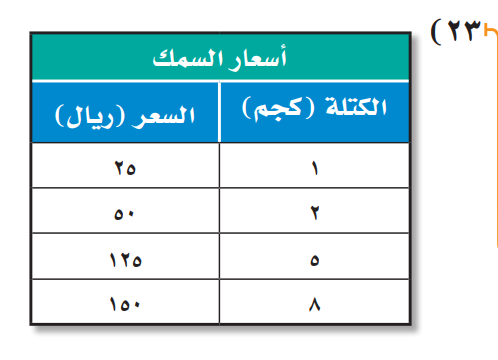 ٢٣)
أسعار السمك
الكتلة (كجم) السعر (ريال)
١ ٢٥
٢ ٥٠
٥ ١٢٥
٨ ١٥٠